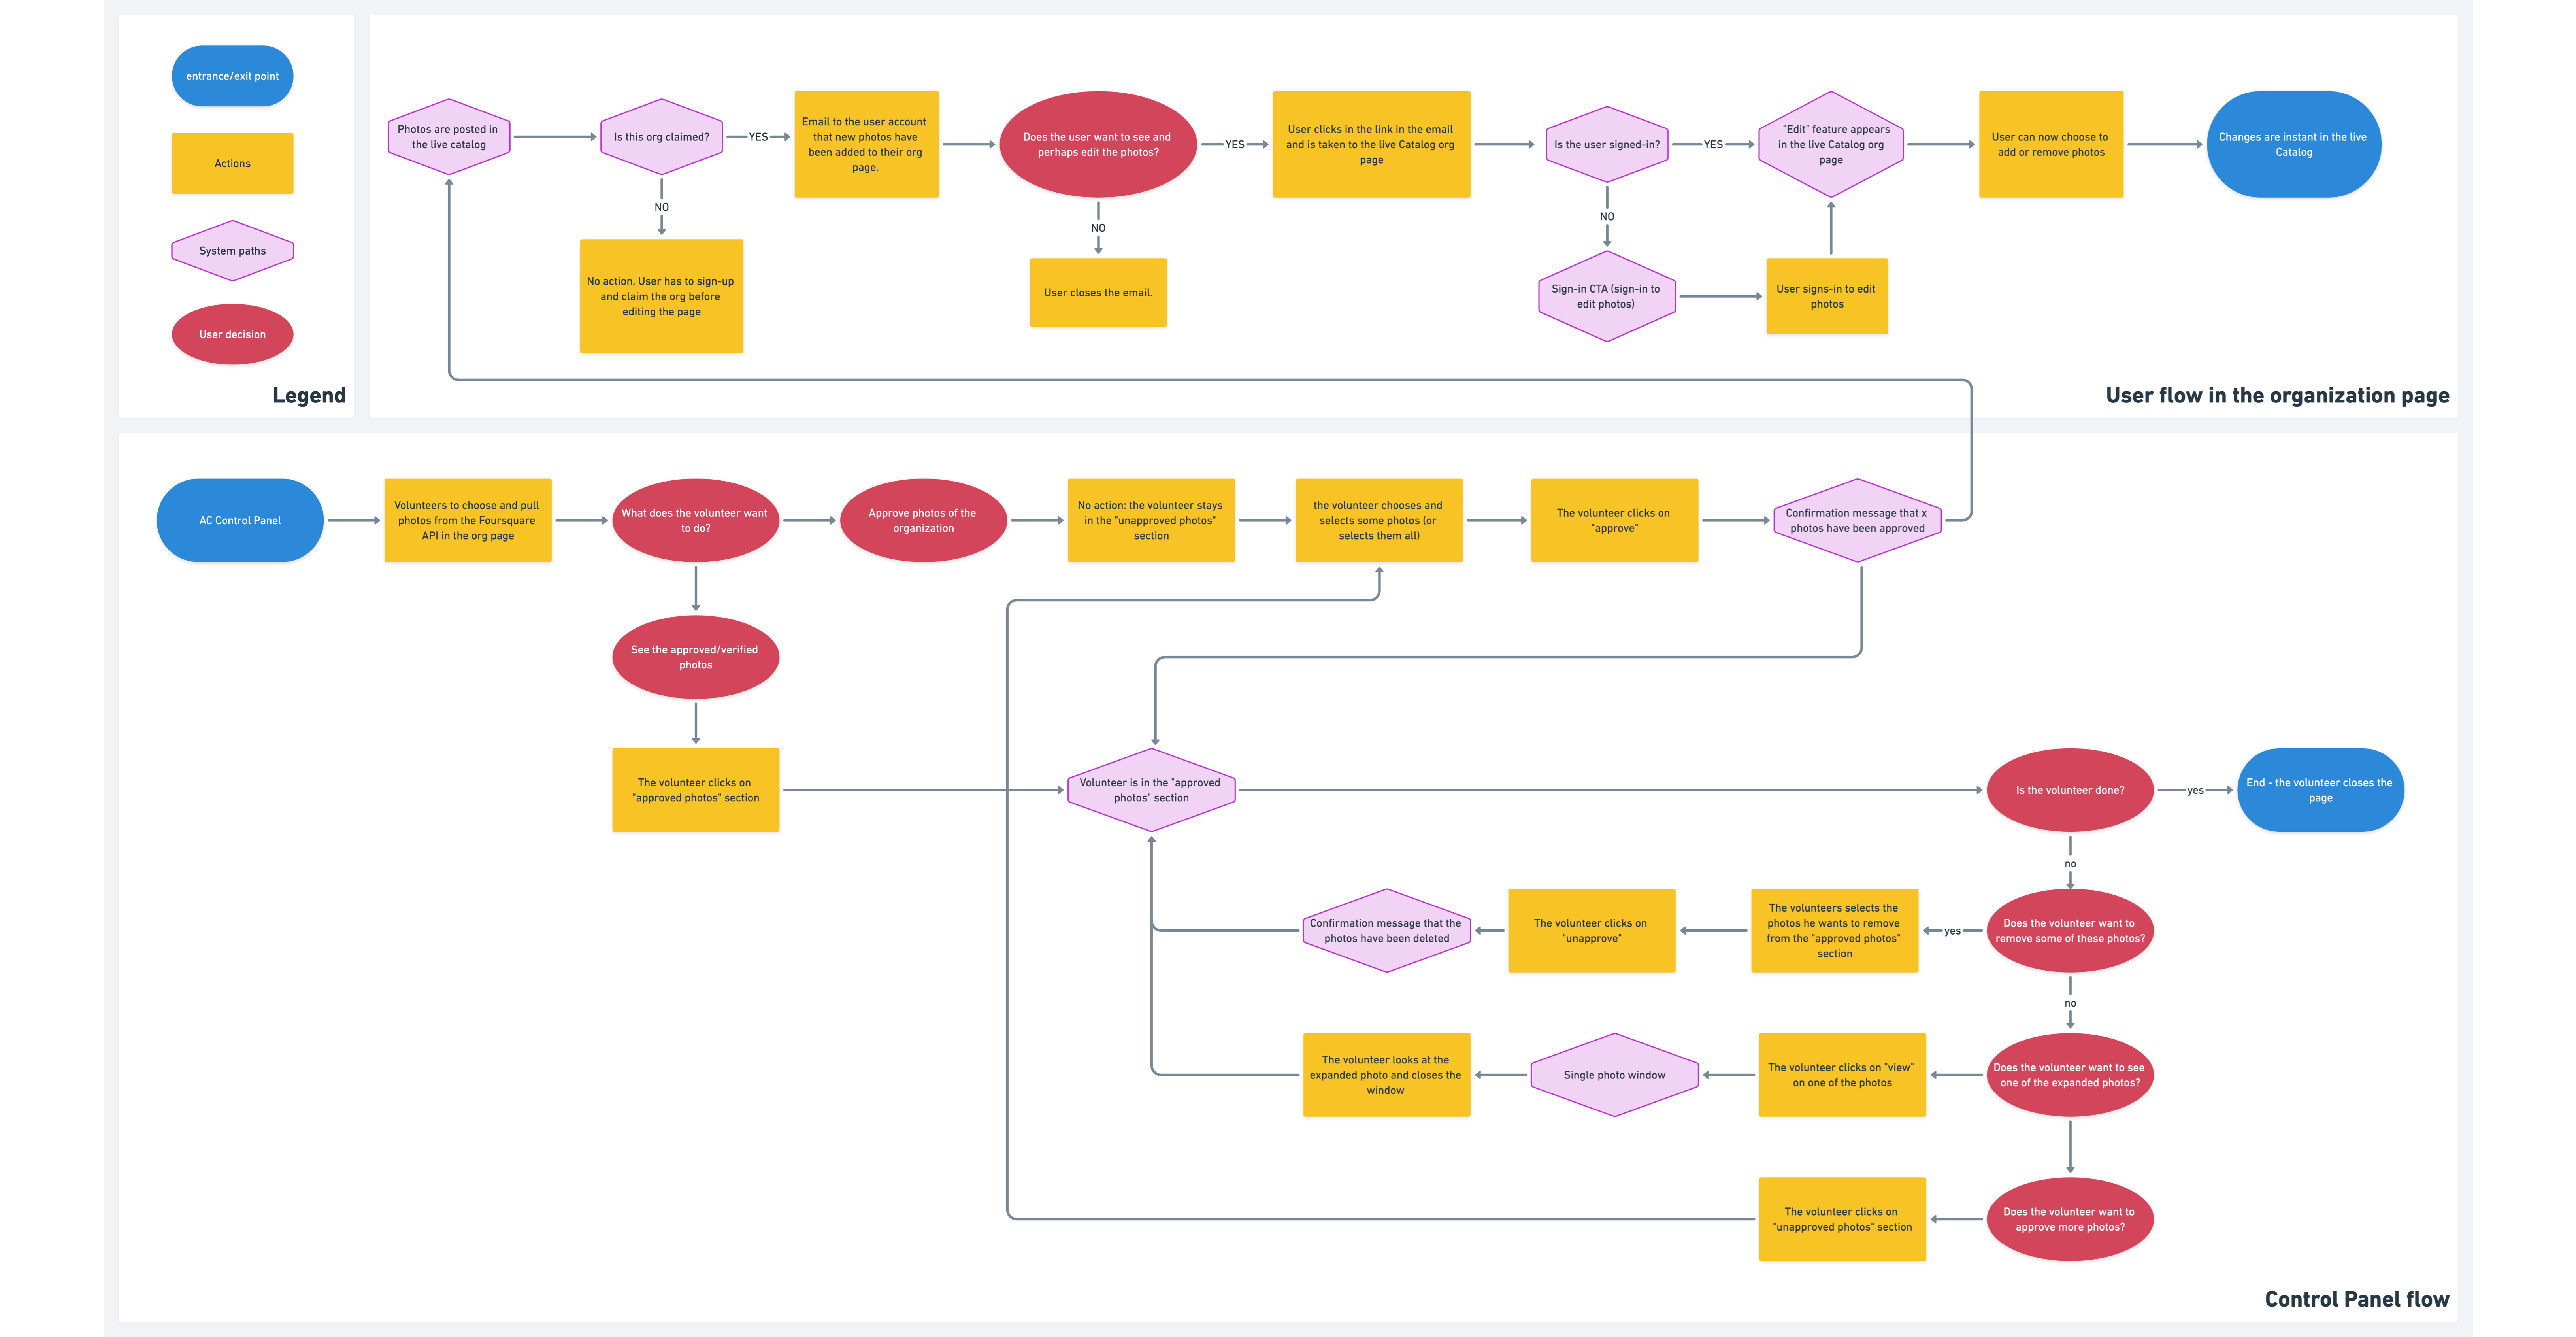 entrance/exit point
Actions
System paths
User decision
Legend
Photos are posted in
the live catalog
Is this org claimed?
YES
NO
No action, User has to sign-up
and claim the org before
editing the page
Email to the user account
that new photos have
been added to their org
page.
Does the user want to see and
perhaps edit the photos?
YES
NO
User closes the email.
User clicks in the link in the email
and is taken to the live Catalog org
page
Is the user signed-in?
YES
NO
Sign-in CTA (sign-in to
edit photos)
User signs-in to edit
photos
"Edit" feature appears
in the live Catalog org
page
User can now choose to
add or remove photos
Changes are instant in the live
Catalog
User flow in the organization page
AC Control Panel
Volunteers to choose and pull
photos from the Foursquare
API in the org page
What does the volunteer want
to do?
Approve photos of the
organization
No action: the volunteer stays
in the "unapproved photos"
section
the volunteer chooses and
selects some photos (or
selects them all)
The volunteer clicks on
"approve"
Confirmation message that x
photos have been approved
See the approved/verified
photos
The volunteer clicks on
"approved photos" section
Volunteer is in the "approved
photos" section
Is the volunteer done?
yes
End - the volunteer closes the
page
no
Does the volunteer want to
remove some of these photos?
yes
The volunteers selects the
photos he wants to remove
from the "approved photos"
section
The volunteer clicks on
"unapprove"
Confirmation message that the
photos have been deleted
no
Does the volunteer want to see
one of the expanded photos?
The volunteer clicks on "view"
on one of the photos
Single photo window
The volunteer looks at the
expanded photo and closes the
window
Does the volunteer want to
approve more photos?
The volunteer clicks on
"unapproved photos" section
Control Panel flow